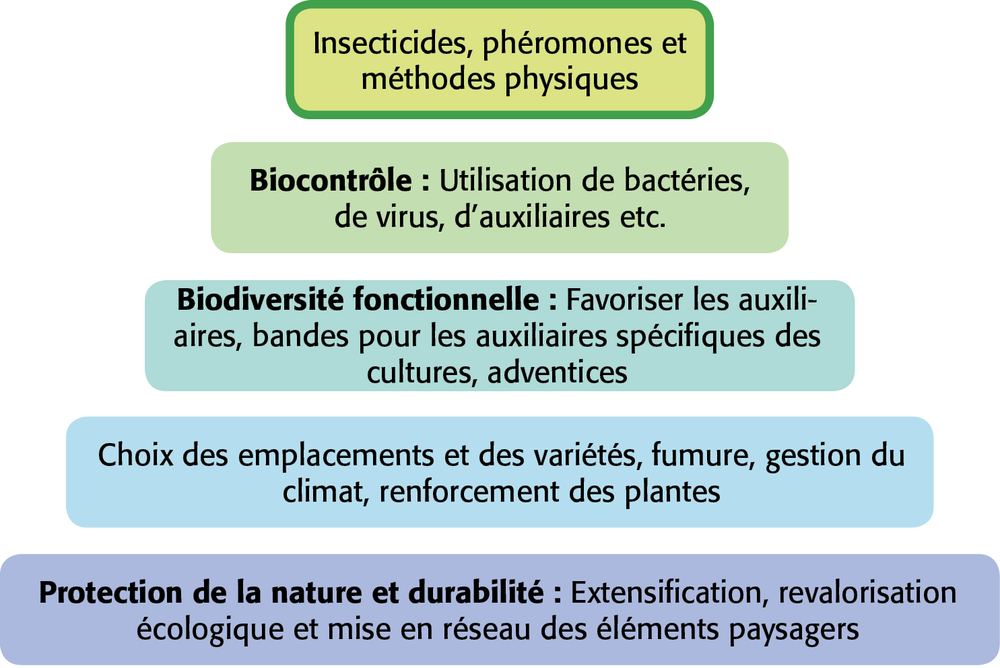 Insecticides, phéromones et
méthodes physiques
Biocontrôle : Utilisation de bactéries,
de virus, d’auxiliaires etc.
Biodiversité fonctionnelle : Favoriser les auxili-
aires, bandes pour les auxiliaires spécifiques des
cultures, adventices
Choix des emplacements et des variétés, fumure, gestion du
climat, renforcement des plantes
Protection de la nature et durabilité : Extensification, revalorisation
écologique et mise en réseau des éléments paysagers